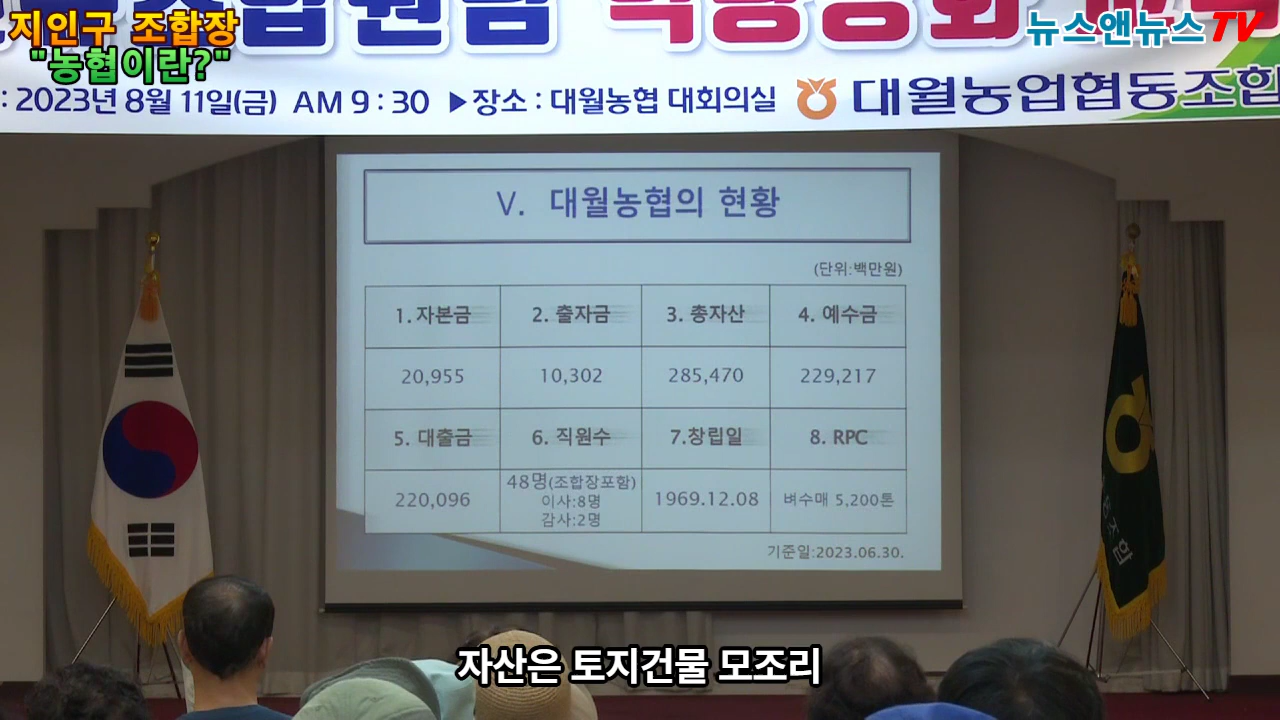 지인구 조합장
"농협이란?"
뉴스앤뉴스TV
: 2023년 8월 11일(금) AM 9 : 30 ▶장소 : 대월농협 대회의실 대월농업협동조합
Ⅴ. 대월농협의 현황
(단위:백만원)
1. 자본금 2. 출자금 3. 총자산 4. 예수금
20,955 10,302 285,470 229,217
5. 대출금 6. 직원수 7.창립일 8. RPC
220,096 48명(조합장포함) 1969.12.08 벼수매 5,200톤
이사:8명
감사:2명
기준일:2023.06.30.
자산은 토지건물 모조리